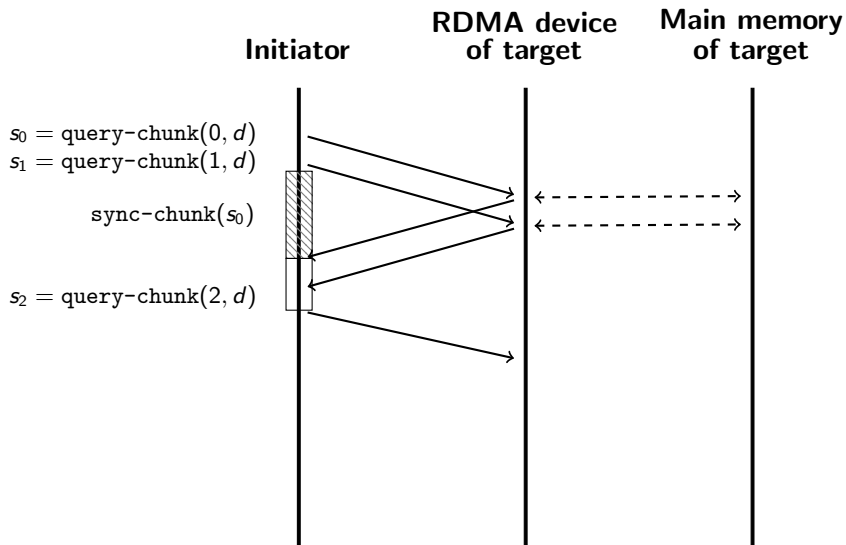 Initiator
RDMA device
of target
Main memory
of target
s₀ = query-chunk(0, d)
s₁ = query-chunk(1, d)
sync-chunk(s₀)
s₂ = query-chunk(2, d)